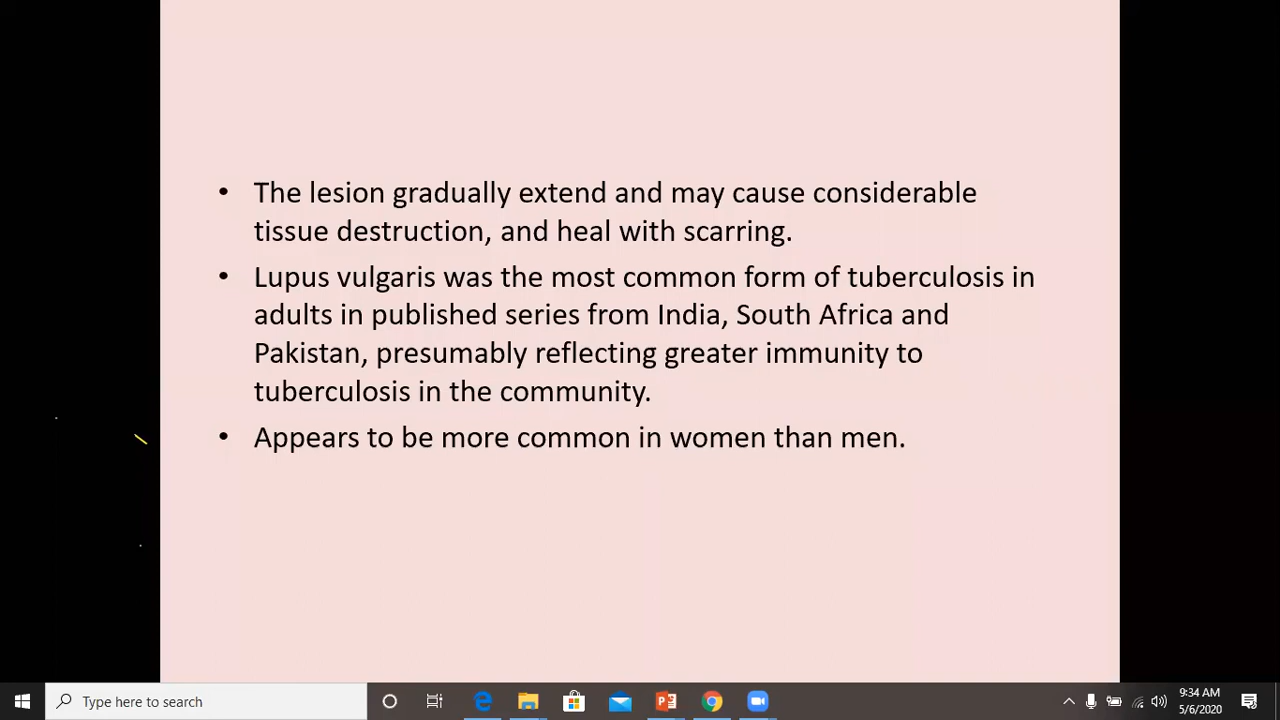 • The lesion gradually extend and may cause considerable
tissue destruction, and heal with scarring.
• Lupus vulgaris was the most common form of tuberculosis in
adults in published series from India, South Africa and
Pakistan, presumably reflecting greater immunity to
tuberculosis in the community.
• Appears to be more common in women than men.
Type here to search
9:34 AM
5/6/2020